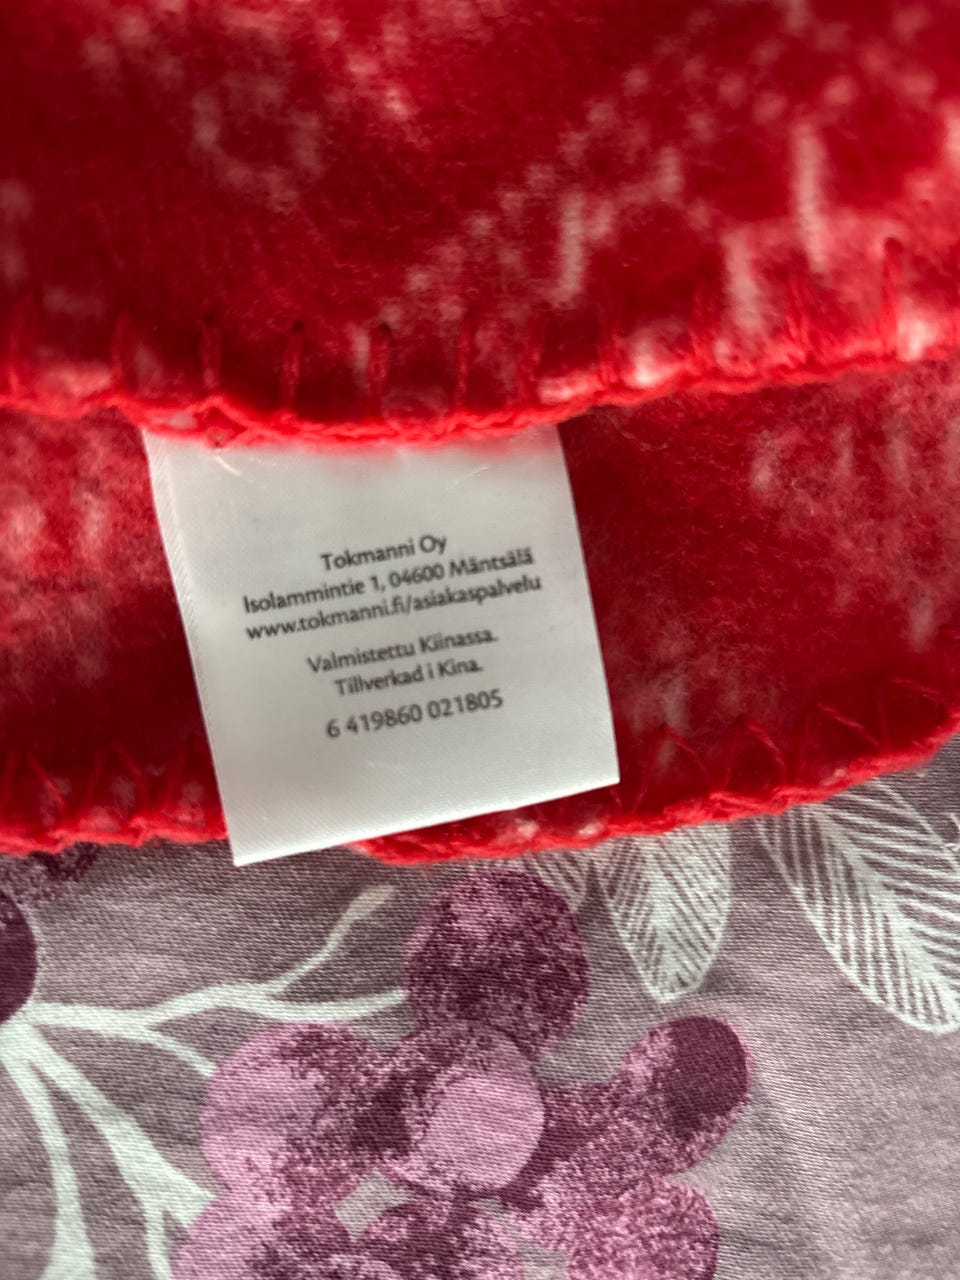 Tokmanni Oy
Isolammintie 1, 04600 Mäntsälä
www.tokmanni.fi/asiakaspalvelu
Valmistettu Kiinassa.
Tillverkad i Kina.
6 419860 021805